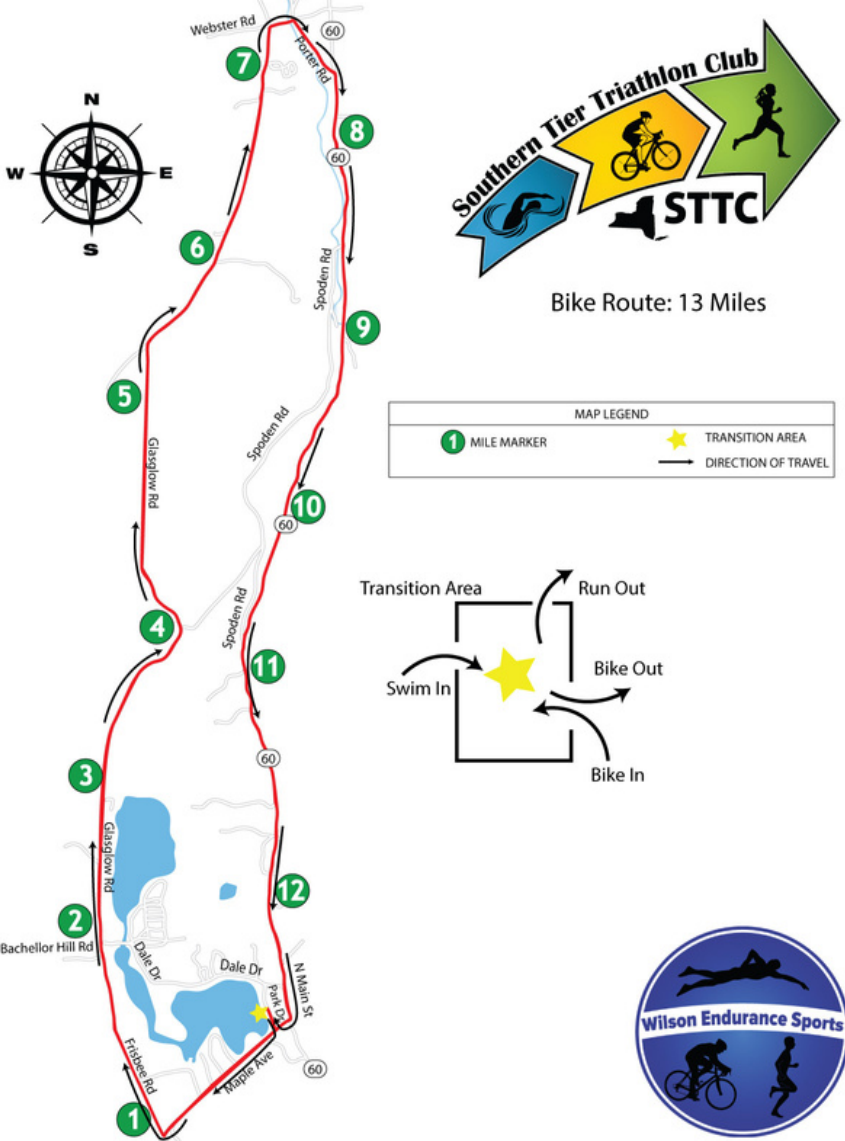 Webster Rd
60
Porter Rd
7
8
60
N
W
E
S
6
Spoden Rd
9
5
Spoden Rd
Glasglow Rd
10
60
4
Spoden Rd
11
60
3
Glasglow Rd
12
2
Bachellor Hill Rd
Dale Dr
Dale Dr
Park Dr
N Main St
Maple Ave
60
Frisbee Rd
1
Southern Tier Triathlon Club
STTC
Bike Route: 13 Miles
MAP LEGEND
1 MILE MARKER
TRANSITION AREA
DIRECTION OF TRAVEL
Transition Area
Run Out
Swim In
Bike Out
Bike In
Wilson Endurance Sports